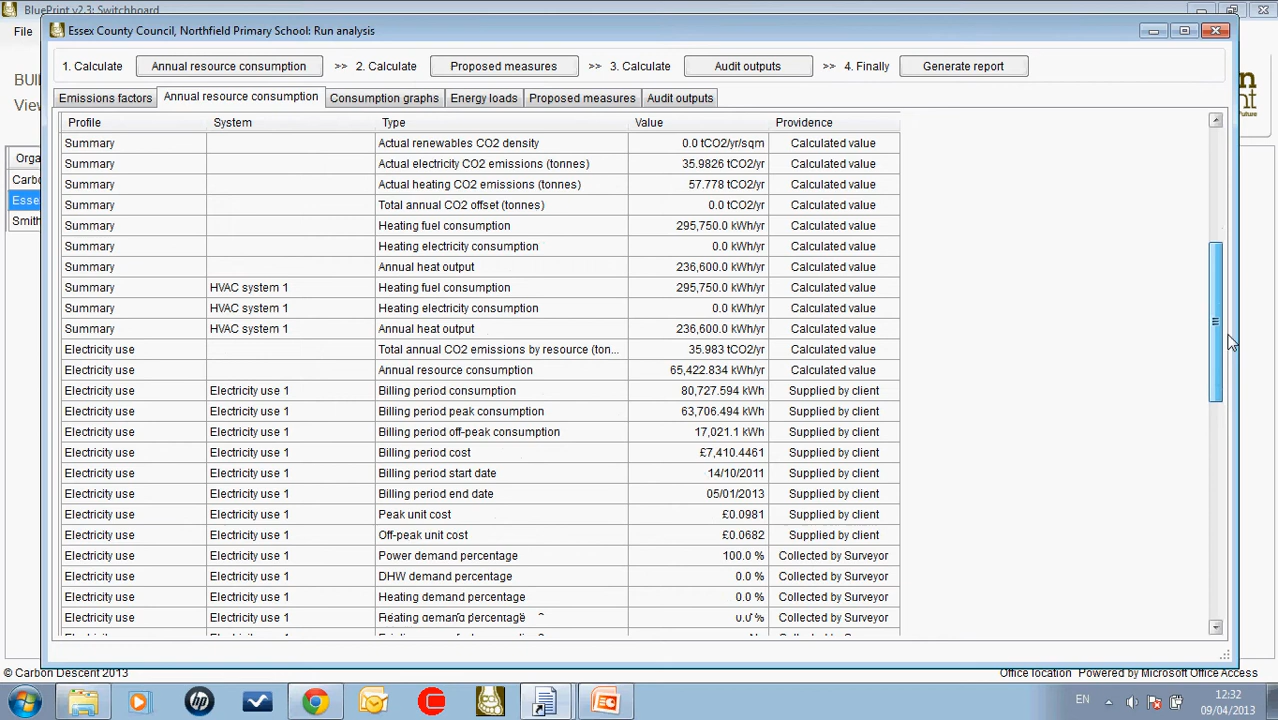 BluePrint v2.3: Switchboard
File
BUIL
View
Orga
Carbo
Esse
Smith
Essex County Council, Northfield Primary School: Run analysis
1. Calculate Annual resource consumption >> 2. Calculate Proposed measures >> 3. Calculate Audit outputs >> 4. Finally Generate report
Emissions factors Annual resource consumption Consumption graphs Energy loads Proposed measures Audit outputs
Profile System Type Value Providence
Summary Actual renewables CO2 density 0.0 tCO2/yr/sqm Calculated value
Summary Actual electricity CO2 emissions (tonnes) 35.9826 tCO2/yr Calculated value
Summary Actual heating CO2 emissions (tonnes) 57.778 tCO2/yr Calculated value
Summary Total annual CO2 offset (tonnes) 0.0 tCO2/yr Calculated value
Summary Heating fuel consumption 295,750.0 kWh/yr Calculated value
Summary Heating electricity consumption 0.0 kWh/yr Calculated value
Summary Annual heat output 236,600.0 kWh/yr Calculated value
Summary HVAC system 1 Heating fuel consumption 295,750.0 kWh/yr Calculated value
Summary HVAC system 1 Heating electricity consumption 0.0 kWh/yr Calculated value
Summary HVAC system 1 Annual heat output 236,600.0 kWh/yr Calculated value
Electricity use Total annual CO2 emissions by resource (ton... 35.983 tCO2/yr Calculated value
Electricity use Annual resource consumption 65,422.834 kWh/yr Calculated value
Electricity use Electricity use 1 Billing period consumption 80,727.594 kWh Supplied by client
Electricity use Electricity use 1 Billing period peak consumption 63,706.494 kWh Supplied by client
Electricity use Electricity use 1 Billing period off-peak consumption 17,021.1 kWh Supplied by client
Electricity use Electricity use 1 Billing period cost £7,410.4461 Supplied by client
Electricity use Electricity use 1 Billing period start date 14/10/2011 Supplied by client
Electricity use Electricity use 1 Billing period end date 05/01/2013 Supplied by client
Electricity use Electricity use 1 Peak unit cost £0.0981 Supplied by client
Electricity use Electricity use 1 Off-peak unit cost £0.0682 Supplied by client
Electricity use Electricity use 1 Power demand percentage 100.0 % Collected by Surveyor
Electricity use Electricity use 1 DHW demand percentage 0.0 % Collected by Surveyor
Electricity use Electricity use 1 Heating demand percentage 0.0 % Collected by Surveyor
Electricity use Electricity use 1 Collected by Surveyor
© Carbon Descent 2013 Office location Powered by Microsoft Office Access
EN 12:32
09/04/2013